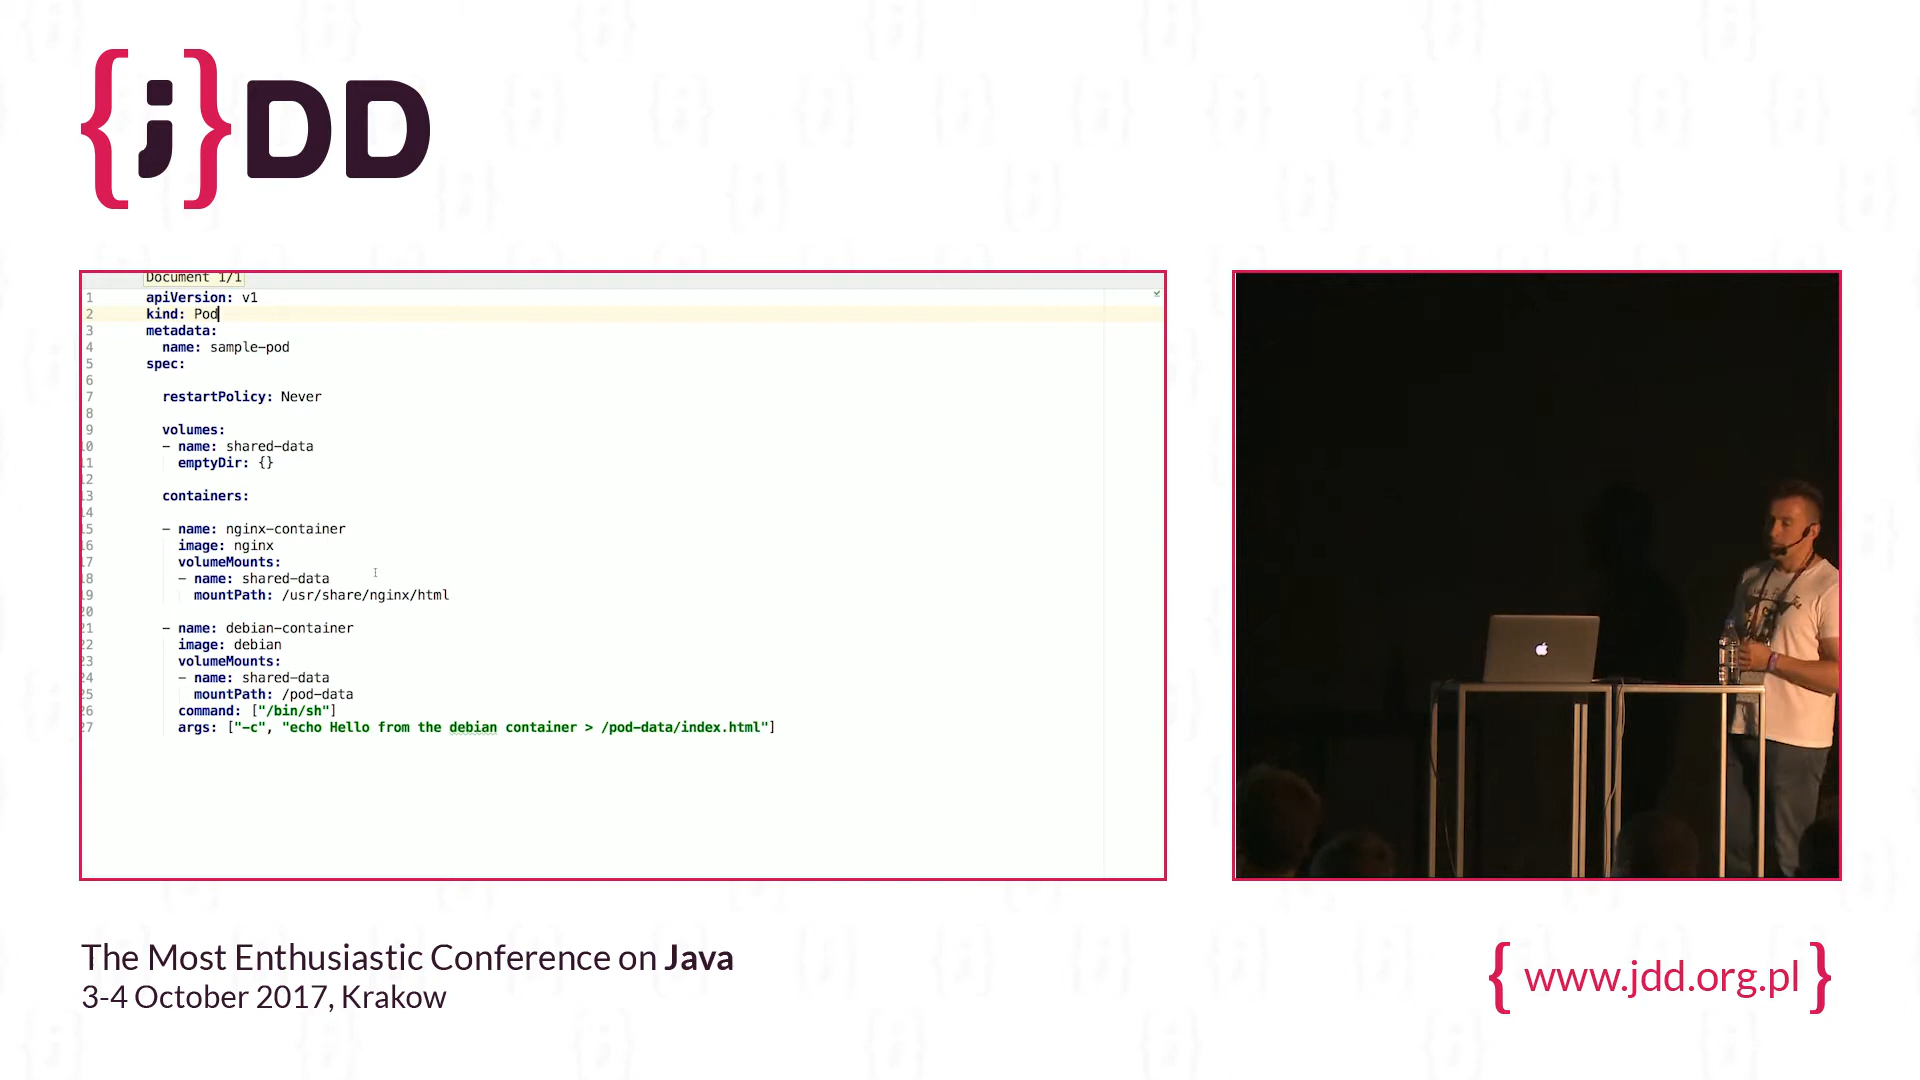 {;}DD
Document 1/1
1 apiVersion: v1
2 kind: Pod
3 metadata:
4 name: sample-pod
5 spec:
6
7 restartPolicy: Never
8
9 volumes:
10 - name: shared-data
11 emptyDir: {}
12
13 containers:
14
15 - name: nginx-container
16 image: nginx
17 volumeMounts:
18 - name: shared-data
19 mountPath: /usr/share/nginx/html
20
21 - name: debian-container
22 image: debian
23 volumeMounts:
24 - name: shared-data
25 mountPath: /pod-data
26 command: ["/bin/sh"]
27 args: ["-c", "echo Hello from the debian container > /pod-data/index.html"]
The Most Enthusiastic Conference on Java
3-4 October 2017, Krakow
{ www.jdd.org.pl }